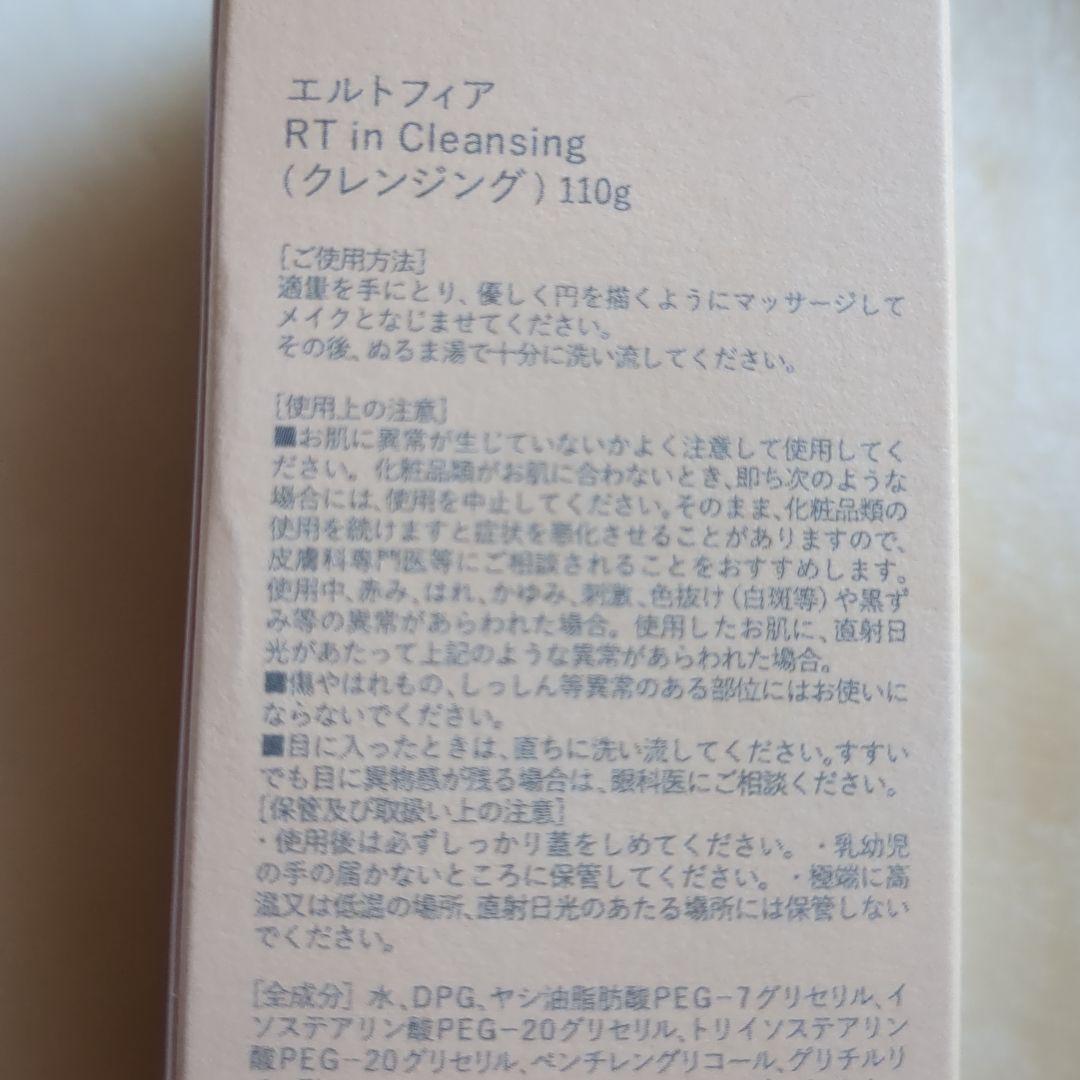 エルトフィア
RT in Cleansing
(クレンジング) 110g
[ご使用方法]
適量を手にとり、優しく円を描くようにマッサージして
メイクとなじませてください。
その後、ぬるま湯で十分に洗い流してください。
[使用上の注意]
■お肌に異常が生じていないかよく注意して使用してく
ださい。化粧品類がお肌に合わないとき、即ち次のような
場合には、使用を中止してください。そのまま、化粧品類の
使用を続けますと症状を悪化させることがありますので、
皮膚科専門医等にご相談されることをおすすめします。
使用中、赤み、はれ、かゆみ、刺激、色抜け(白斑等)や黒ず
み等の異常があらわれた場合。使用したお肌に、直射日
光があたって上記のような異常があらわれた場合。
■傷やはれもの、しっしん等異常のある部位にはお使いに
ならないでください。
■目に入ったときは、直ちに洗い流してください。すすい
でも目に異物感が残る場合は、眼科医にご相談ください。
[保管及び取扱い上の注意]
・使用後は必ずしっかり蓋をしめてください。・乳幼児
の手の届かないところに保管してください。・極端に高
温又は低温の場所、直射日光のあたる場所には保管しない
でください。
[全成分] 水、DPG、ヤシ油脂肪酸PEG-7グリセリル、イ
ソステアリン酸PEG-20グリセリル、トリイソステアリン
酸PEG-20グリセリル、ペンチレングリコール、グリチルリ